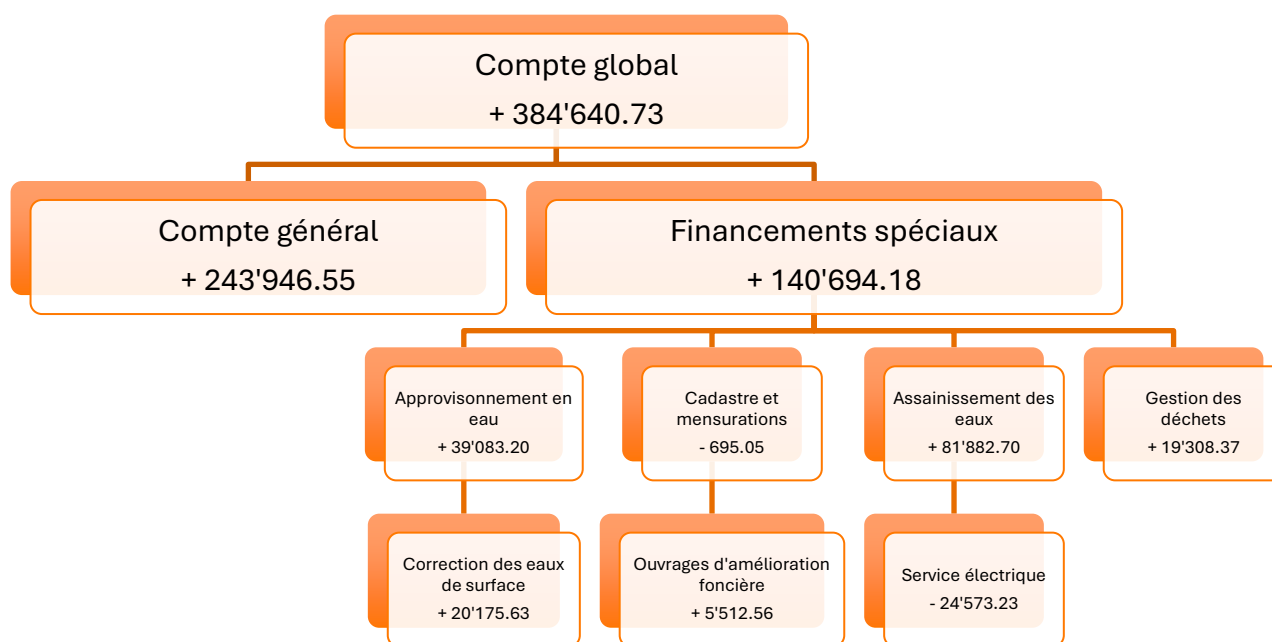 Compte global
+ 384'640.73
Compte général
+ 243'946.55
Financements spéciaux
+ 140'694.18
Approvisonnement en
eau
+ 39'083.20
Cadastre et
mensurations
- 695.05
Assainissement des
eaux
+ 81'882.70
Gestion des
déchets
+ 19'308.37
Correction des eaux
de surface
+ 20'175.63
Ouvrages d'amélioration
foncière
+ 5'512.56
Service électrique
- 24'573.23